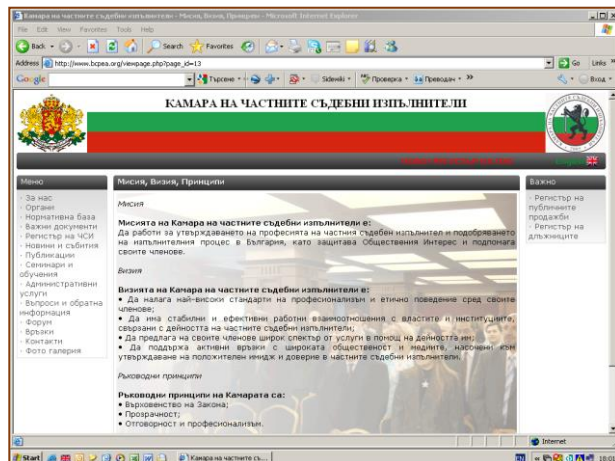 Камара на частните съдебни изпълнители - Мисия, Визия, Принципи - Microsoft Internet Explorer
File Edit View Favorites Tools Help
Back Search Favorites
Address http://www.bcpea.org/viewpage.php?page_id=13 Go Links »
Google Търсене Sidewiki Проверка Преводач » Вход
КАМАРА НА ЧАСТНИТЕ СЪДЕБНИ ИЗПЪЛНИТЕЛИ
English
Меню
· За нас
· Органи
· Нормативна база
· Важни документи
· Регистър на ЧСИ
· Новини и събития
· Публикации
· Семинари и
обучения
· Административни
услуги
· Въпроси и обратна
информация
· Форум
· Връзки
· Контакти
· Фото галерия
Мисия, Визия, Принципи
Мисия
Мисията на Камара на частните съдебни изпълнители е:
Да работи за утвърждаването на професията на частния съдебен изпълнител и подобряването
на изпълнителния процес в България, като защитава Обществения Интерес и подпомага
своите членове.
Визия
Визията на Камара на частните съдебни изпълнители е:
• Да налага най-високи стандарти на професионализъм и етично поведение сред своите
членове;
• Да има стабилни и ефективни работни взаимоотношения с властите и институциите,
свързани с дейността на частните съдебни изпълнители;
• Да предлага на своите членове широк спектър от услуги в помощ на дейността им;
• Да поддържа активни връзки с широката общественост и медиите, насочени към
утвърждаване на положителен имидж и доверие в частните съдебни изпълнители.
Ръководни принципи
Ръководни принципи на Камарата са:
• Върховенство на Закона;
• Прозрачност;
• Отговорност и професионализъм.
Важно
· Регистър на
публичните
продажби
· Регистър на
длъжниците
Internet
Start Камара на частните съ... EN